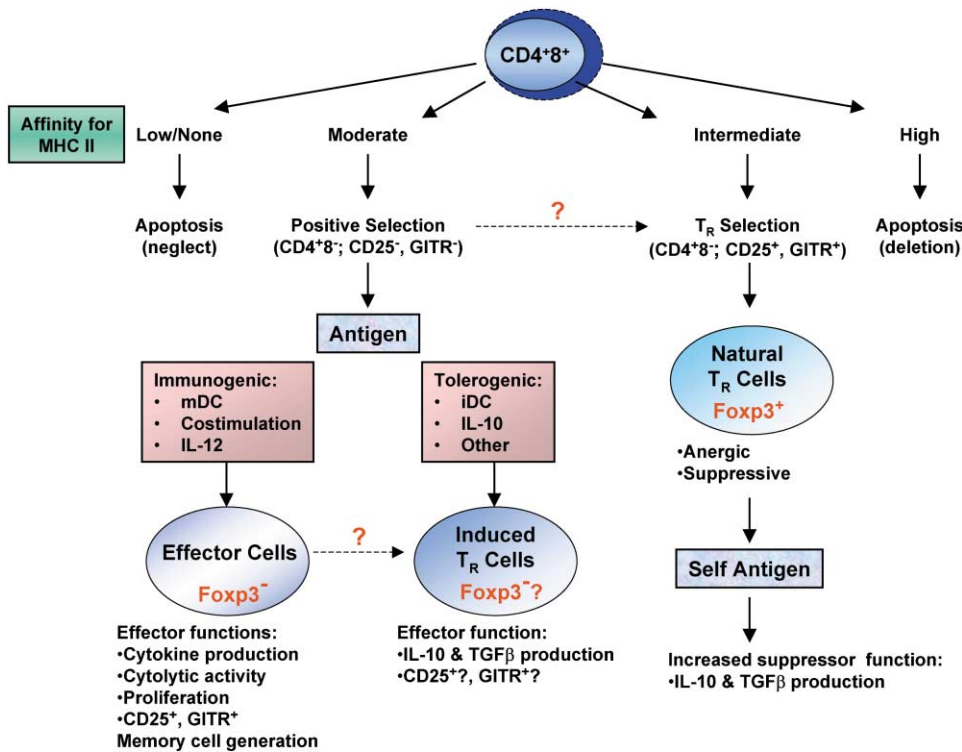 CD4⁺8⁺
Affinity for
MHC II
Low/None
Moderate
Intermediate
High
Apoptosis
(neglect)
Positive Selection
(CD4⁺8⁻; CD25⁻, GITR⁻)
?
T_R Selection
(CD4⁺8⁻; CD25⁺, GITR⁺)
Apoptosis
(deletion)
Antigen
Immunogenic:
• mDC
• Costimulation
• IL-12
Tolerogenic:
• iDC
• IL-10
• Other
Natural
T_R Cells
Foxp3⁺
•Anergic
•Suppressive
Effector Cells
Foxp3⁻
?
Induced
T_R Cells
Foxp3⁻?
Self Antigen
Effector functions:
•Cytokine production
•Cytolytic activity
•Proliferation
•CD25⁺, GITR⁺
Memory cell generation
Effector function:
•IL-10 & TGFβ production
•CD25⁺?, GITR⁺?
Increased suppressor function:
•IL-10 & TGFβ production